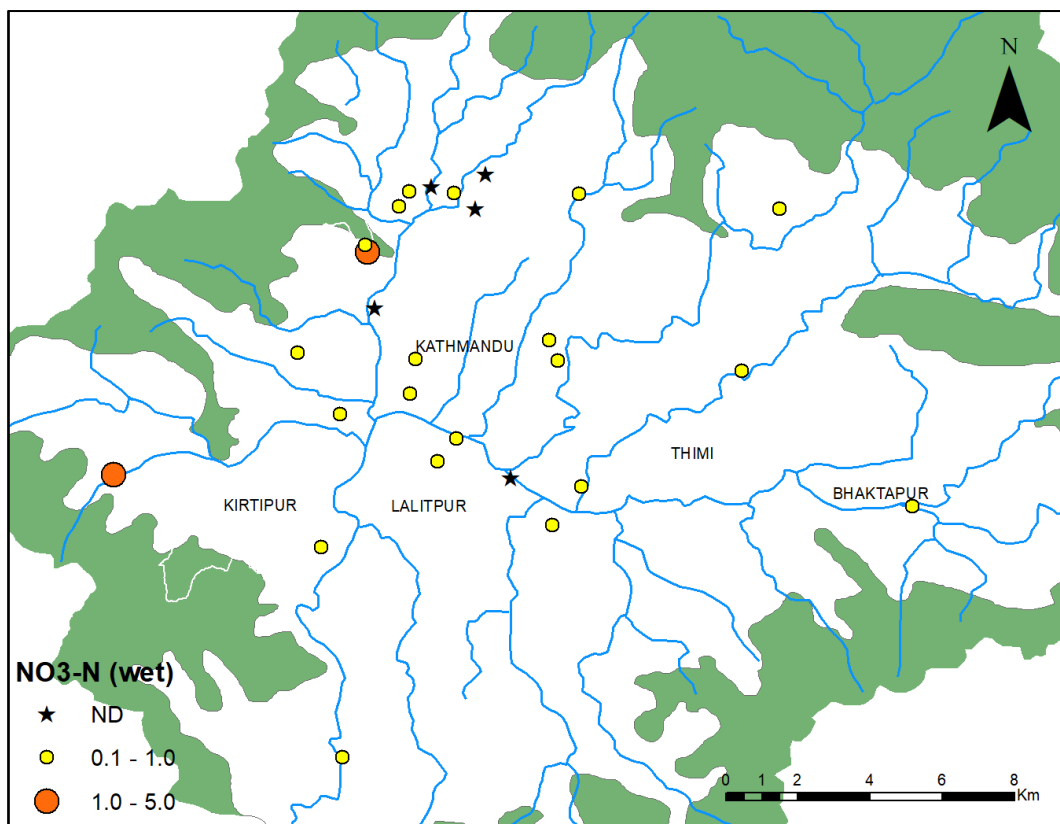 N
KATHMANDU
THIMI
KIRTIPUR
LALITPUR
BHAKTAPUR
NO3-N (wet)
ND
0.1 - 1.0
1.0 - 5.0
0 1 2 4 6 8
Km